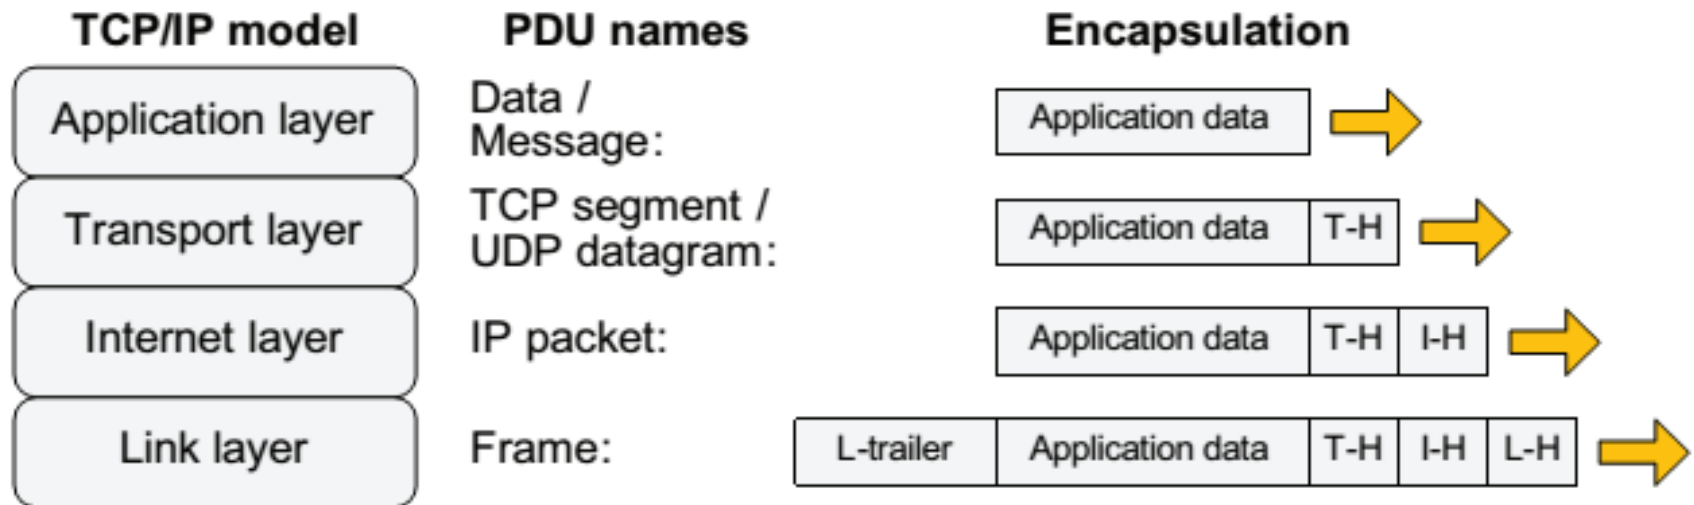 TCP/IP model PDU names Encapsulation
Application layer Data / Application data
Message:
Transport layer TCP segment / Application data T-H
UDP datagram:
Internet layer IP packet: Application data T-H I-H
Link layer Frame: L-trailer Application data T-H I-H L-H